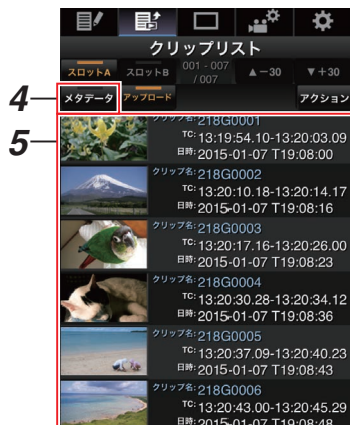 クリップリスト
スロットA スロットB 001 - 007 / 007 ▲−30 ▼+30
4 メタデータ アップロード アクション
5
クリップ名: 218G0001
TC: 13:19:54.10-13:20:03.09
日時: 2015-01-07 T19:08:00
クリップ名: 218G0002
TC: 13:20:10.18-13:20:14.17
日時: 2015-01-07 T19:08:16
クリップ名: 218G0003
TC: 13:20:17.16-13:20:26.00
日時: 2015-01-07 T19:08:23
クリップ名: 218G0004
TC: 13:20:30.28-13:20:34.12
日時: 2015-01-07 T19:08:36
クリップ名: 218G0005
TC: 13:20:37.09-13:20:40.23
日時: 2015-01-07 T19:08:43
クリップ名: 218G0006
TC: 13:20:43.00-13:20:45.29
日時: 2015-01-07 T19:08:48